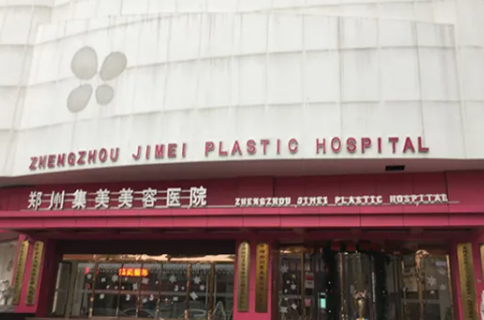 ZHENGZHOU JIMEI PLASTIC HOSPITAL
郑州集美美容医院 ZHENGZHOU JIMEI PLASTIC HOSPITAL